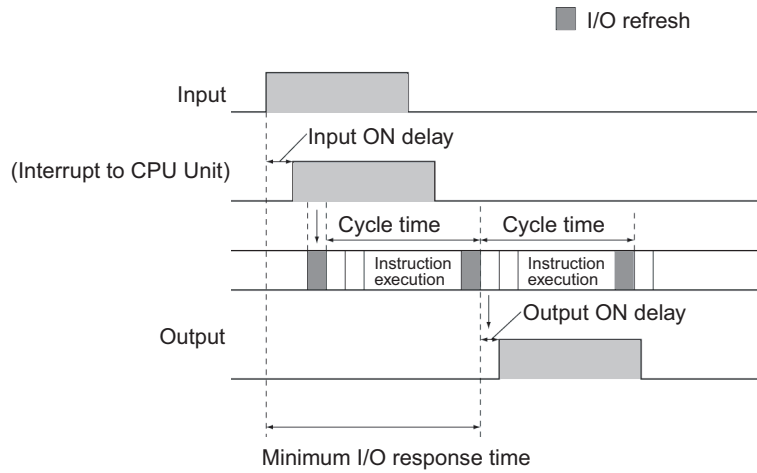 I/O refresh
Input
Input ON delay
(Interrupt to CPU Unit)
Cycle time
Cycle time
Instruction
execution
Instruction
execution
Output ON delay
Output
Minimum I/O response time